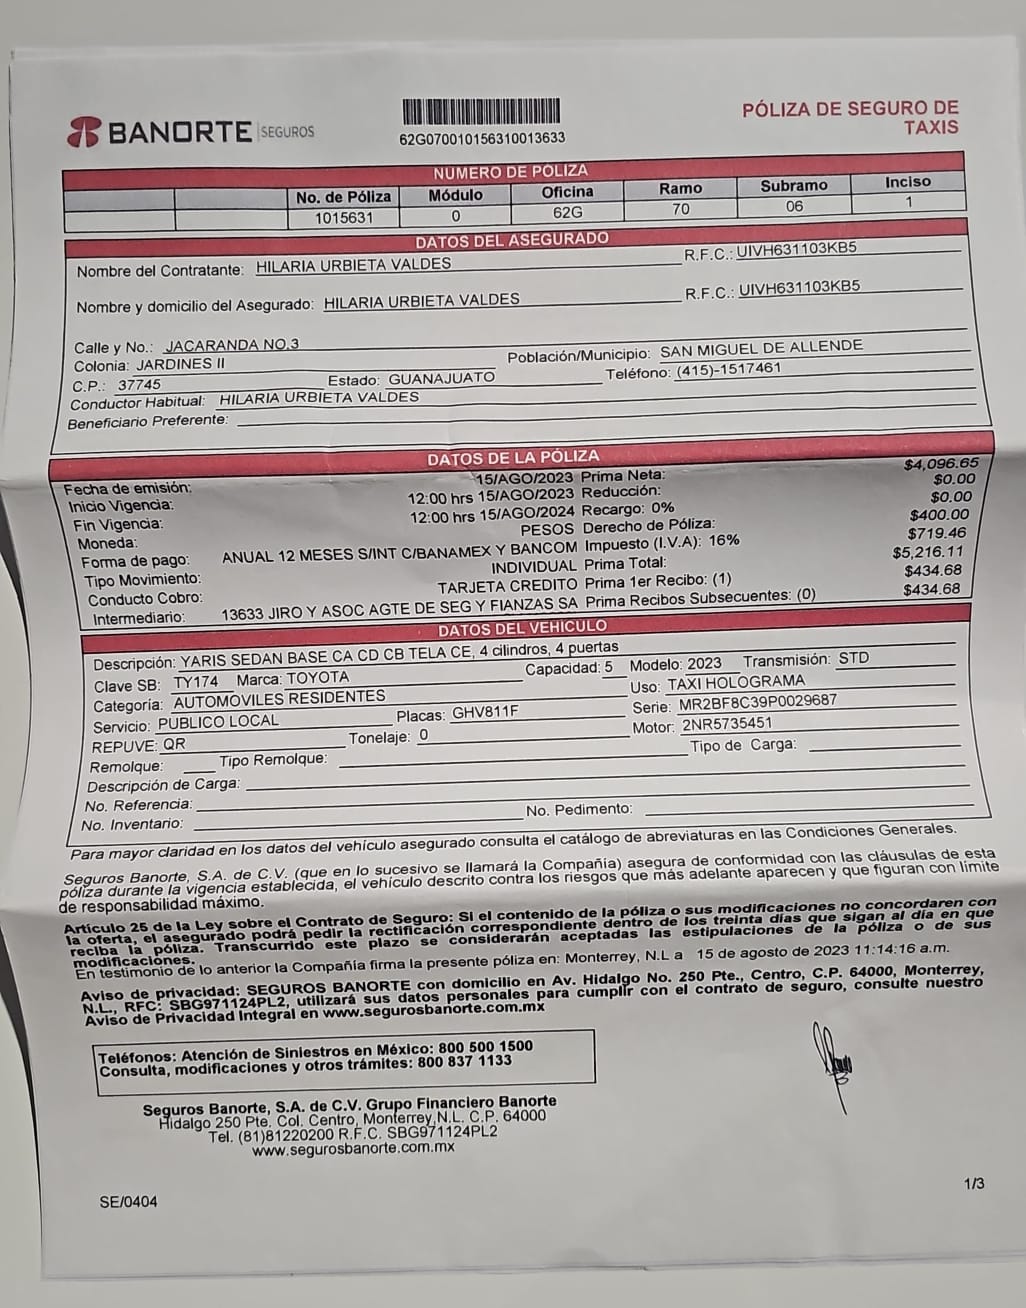 BANORTE | SEGUROS
62G070010156310013633
PÓLIZA DE SEGURO DE
TAXIS
NUMERO DE PÓLIZA
No. de Póliza Módulo Oficina Ramo Subramo Inciso
1015631 0 62G 70 06 1
DATOS DEL ASEGURADO
Nombre del Contratante: HILARIA URBIETA VALDES R.F.C.: UIVH631103KB5
Nombre y domicilio del Asegurado: HILARIA URBIETA VALDES R.F.C.: UIVH631103KB5
Calle y No.: JACARANDA NO.3
Colonia: JARDINES II Población/Municipio: SAN MIGUEL DE ALLENDE
C.P.: 37745 Estado: GUANAJUATO Teléfono: (415)-1517461
Conductor Habitual: HILARIA URBIETA VALDES
Beneficiario Preferente:
DATOS DE LA PÓLIZA
Fecha de emisión: 15/AGO/2023 Prima Neta: $4,096.65
Inicio Vigencia: 12:00 hrs 15/AGO/2023 Reducción: $0.00
Fin Vigencia: 12:00 hrs 15/AGO/2024 Recargo: 0% $0.00
Moneda: PESOS Derecho de Póliza: $400.00
Forma de pago: ANUAL 12 MESES S/INT C/BANAMEX Y BANCOM Impuesto (I.V.A): 16% $719.46
Tipo Movimiento: INDIVIDUAL Prima Total: $5,216.11
Conducto Cobro: TARJETA CREDITO Prima 1er Recibo: (1) $434.68
Intermediario: 13633 JIRO Y ASOC AGTE DE SEG Y FIANZAS SA Prima Recibos Subsecuentes: (0) $434.68
DATOS DEL VEHICULO
Descripción: YARIS SEDAN BASE CA CD CB TELA CE, 4 cilindros, 4 puertas
Clave SB: TY174 Marca: TOYOTA Capacidad: 5 Modelo: 2023 Transmisión: STD
Categoría: AUTOMOVILES RESIDENTES Uso: TAXI HOLOGRAMA
Servicio: PUBLICO LOCAL Placas: GHV811F Serie: MR2BF8C39P0029687
REPUVE: QR Tonelaje: 0 Motor: 2NR5735451
Remolque: Tipo Remolque: Tipo de Carga:
Descripción de Carga:
No. Referencia:
No. Inventario: No. Pedimento:
Para mayor claridad en los datos del vehículo asegurado consulta el catálogo de abreviaturas en las Condiciones Generales.
Seguros Banorte, S.A. de C.V. (que en lo sucesivo se llamará la Compañía) asegura de conformidad con las cláusulas de esta
póliza durante la vigencia establecida, el vehículo descrito contra los riesgos que más adelante aparecen y que figuran con límite
de responsabilidad máximo.
Artículo 25 de la Ley sobre el Contrato de Seguro: Si el contenido de la póliza o sus modificaciones no concordaren con
la oferta, el asegurado podrá pedir la rectificación correspondiente dentro de los treinta días que sigan al día en que
reciba la póliza. Transcurrido este plazo se considerarán aceptadas las estipulaciones de la póliza o de sus
modificaciones.
En testimonio de lo anterior la Compañía firma la presente póliza en: Monterrey, N.L a 15 de agosto de 2023 11:14:16 a.m.
Aviso de privacidad: SEGUROS BANORTE con domicilio en Av. Hidalgo No. 250 Pte., Centro, C.P. 64000, Monterrey,
N.L., RFC: SBG971124PL2, utilizará sus datos personales para cumplir con el contrato de seguro, consulte nuestro
Aviso de Privacidad Integral en www.segurosbanorte.com.mx
Teléfonos: Atención de Siniestros en México: 800 500 1500
Consulta, modificaciones y otros trámites: 800 837 1133
Seguros Banorte, S.A. de C.V. Grupo Financiero Banorte
Hidalgo 250 Pte. Col. Centro, Monterrey,N.L. C.P. 64000
Tel. (81)81220200 R.F.C. SBG971124PL2
www.segurosbanorte.com.mx
1/3
SE/0404